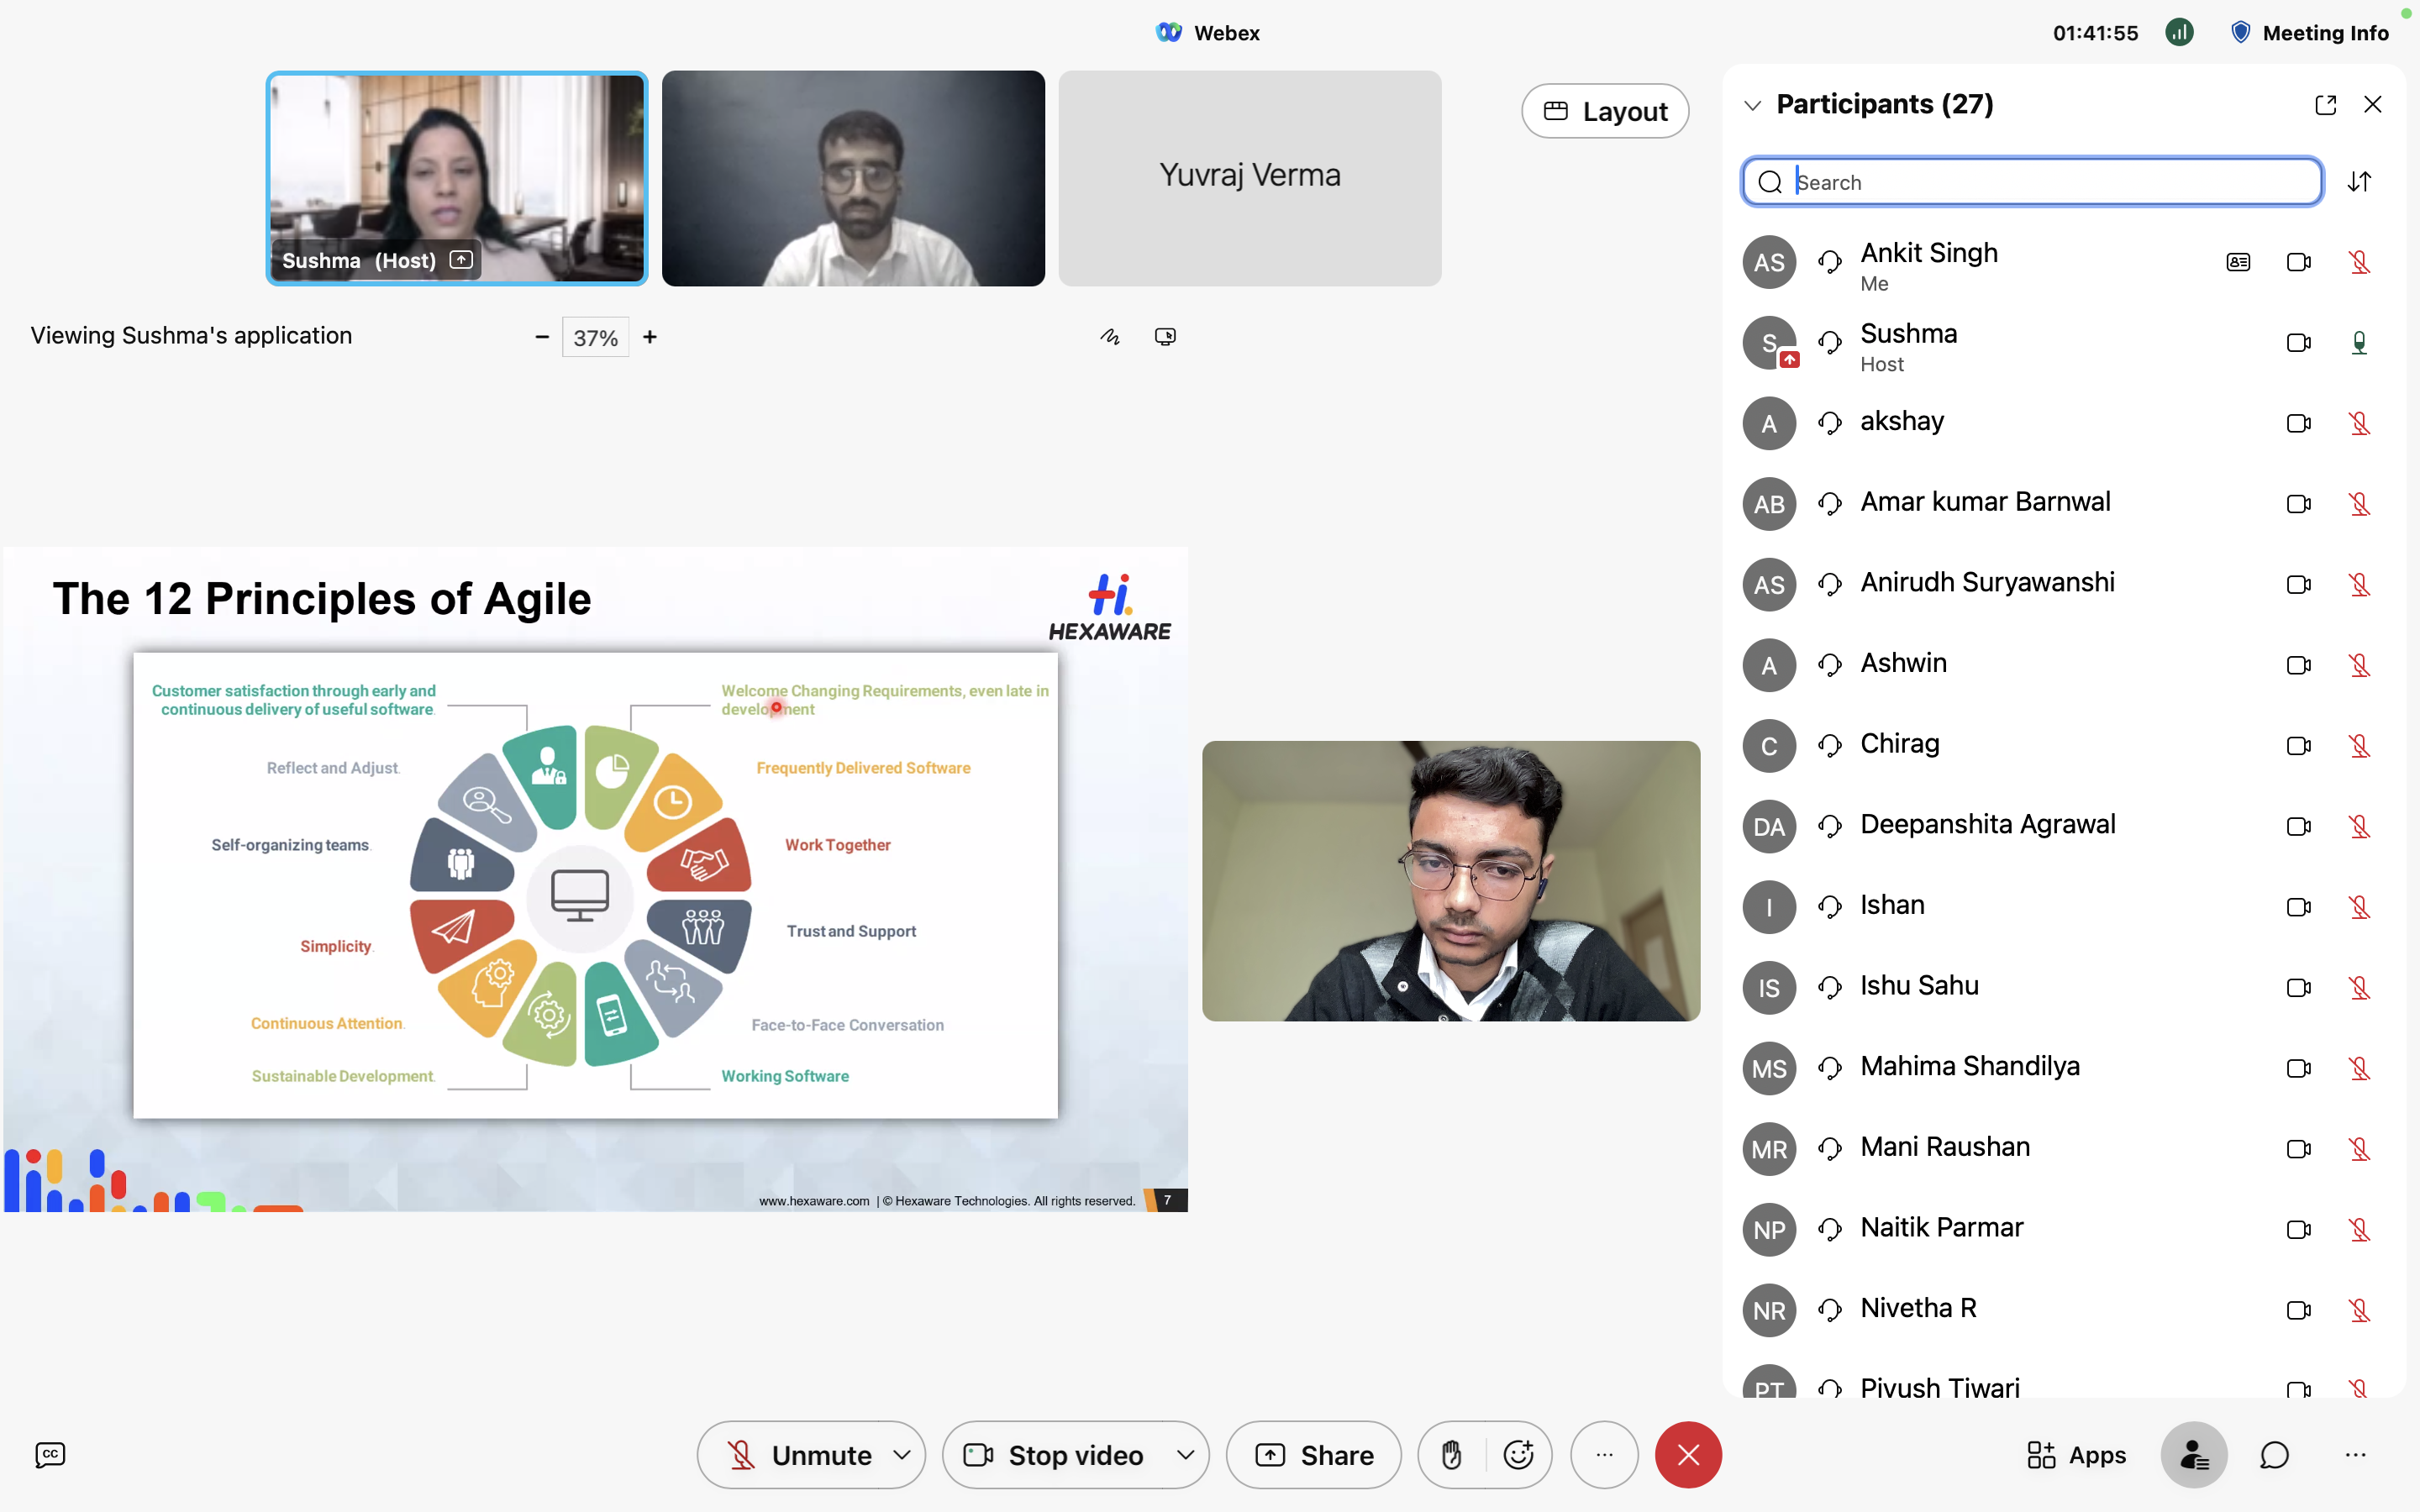 Webex
01:41:55
Meeting Info
Sushma (Host)
Yuvraj Verma
Layout
Viewing Sushma's application
37%
The 12 Principles of Agile
HEXAWARE
Customer satisfaction through early and
continuous delivery of useful software.
Welcome Changing Requirements, even late in
development
Reflect and Adjust.
Frequently Delivered Software
Self-organizing teams.
Work Together
Trust and Support
Simplicity.
Continuous Attention.
Face-to-Face Conversation
Sustainable Development.
Working Software
www.hexaware.com | © Hexaware Technologies. All rights reserved.
7
Participants (27)
Search
AS
Ankit Singh
Me
S
Sushma
Host
A
akshay
AB
Amar kumar Barnwal
AS
Anirudh Suryawanshi
A
Ashwin
C
Chirag
DA
Deepanshita Agrawal
I
Ishan
IS
Ishu Sahu
MS
Mahima Shandilya
MR
Mani Raushan
NP
Naitik Parmar
NR
Nivetha R
PT
Piyush Tiwari
CC
Unmute
Stop video
Share
Apps